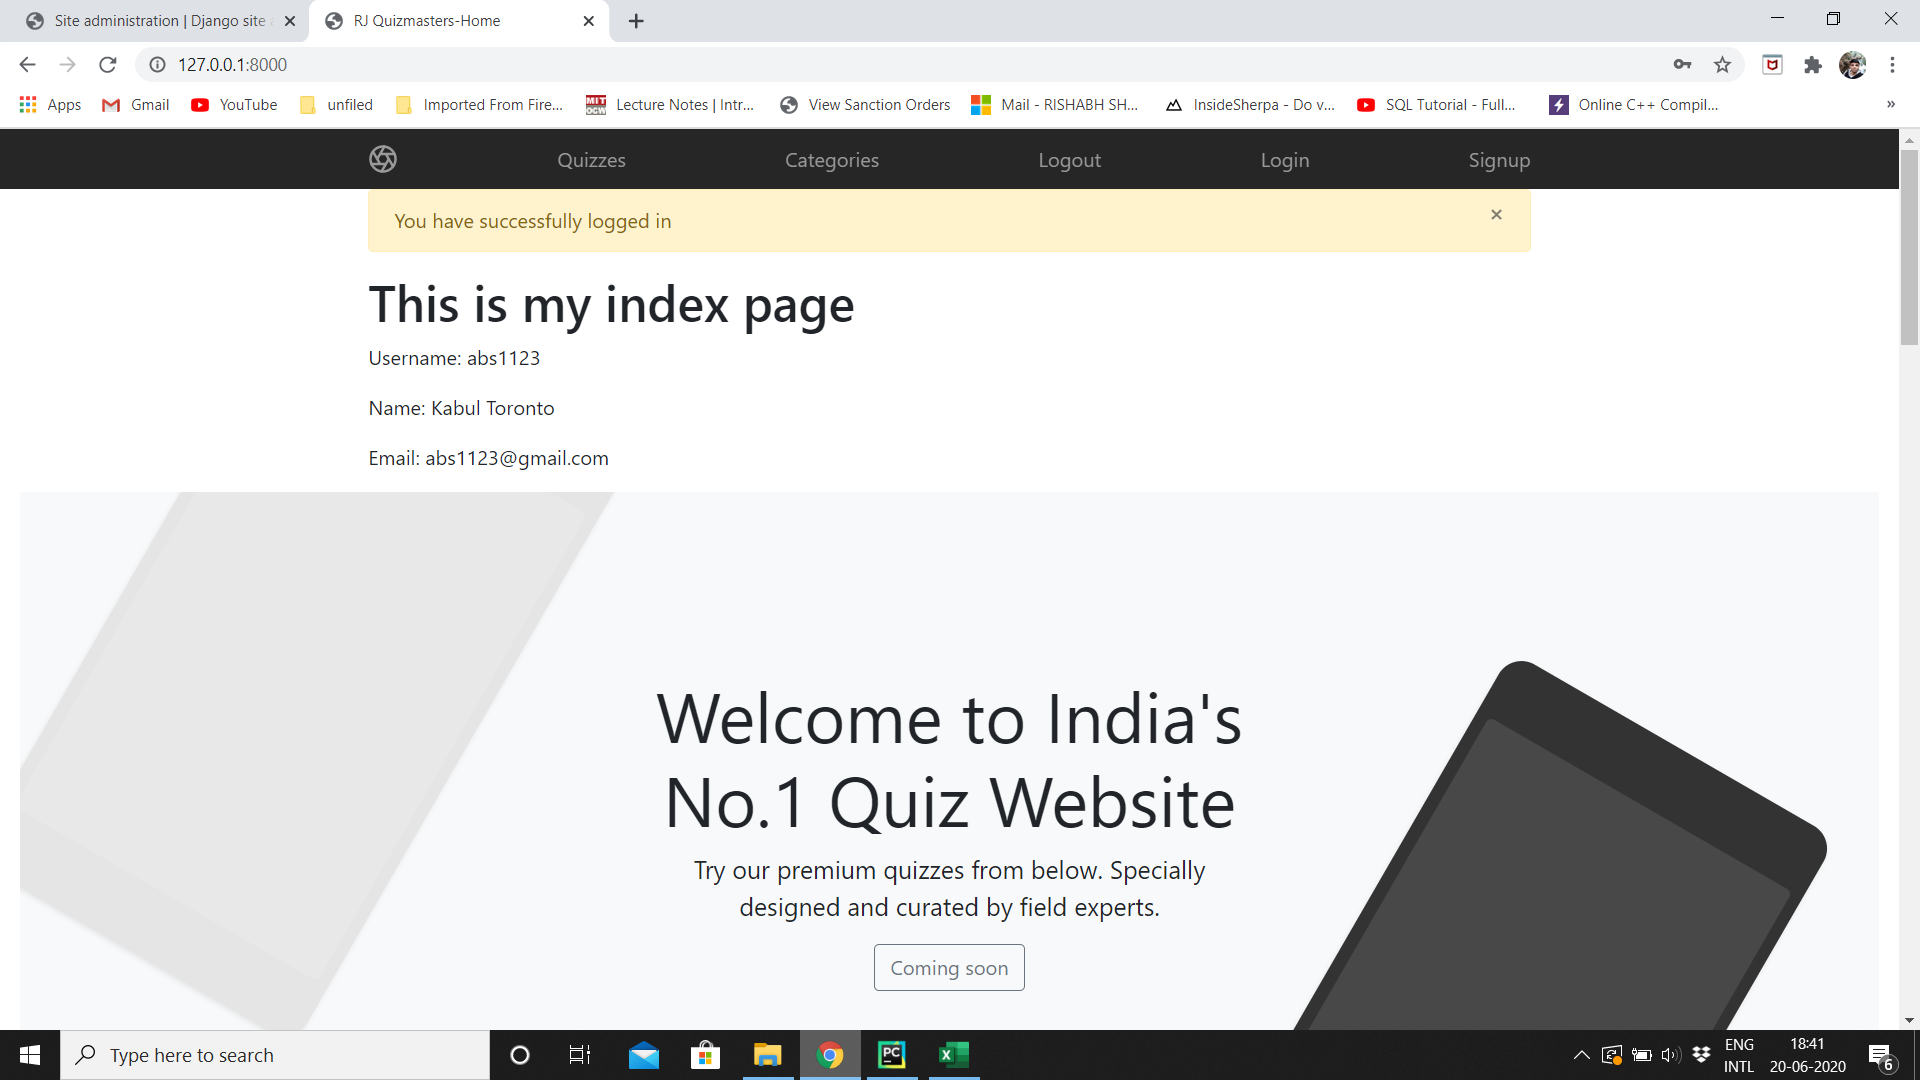 Site administration | Django site
RJ Quizmasters-Home
127.0.0.1:8000
Apps
Gmail
YouTube
unfiled
Imported From Fire...
MIT
OCW
Lecture Notes | Intr...
View Sanction Orders
Mail - RISHABH SH...
InsideSherpa - Do v...
SQL Tutorial - Full...
Online C++ Compil...
»
Quizzes
Categories
Logout
Login
Signup
You have successfully logged in
×
This is my index page
Username: abs1123
Name: Kabul Toronto
Email: abs1123@gmail.com
Welcome to India's
No.1 Quiz Website
Try our premium quizzes from below. Specially
designed and curated by field experts.
Coming soon
Type here to search
PC
X
ENG
INTL
18:41
20-06-2020
6